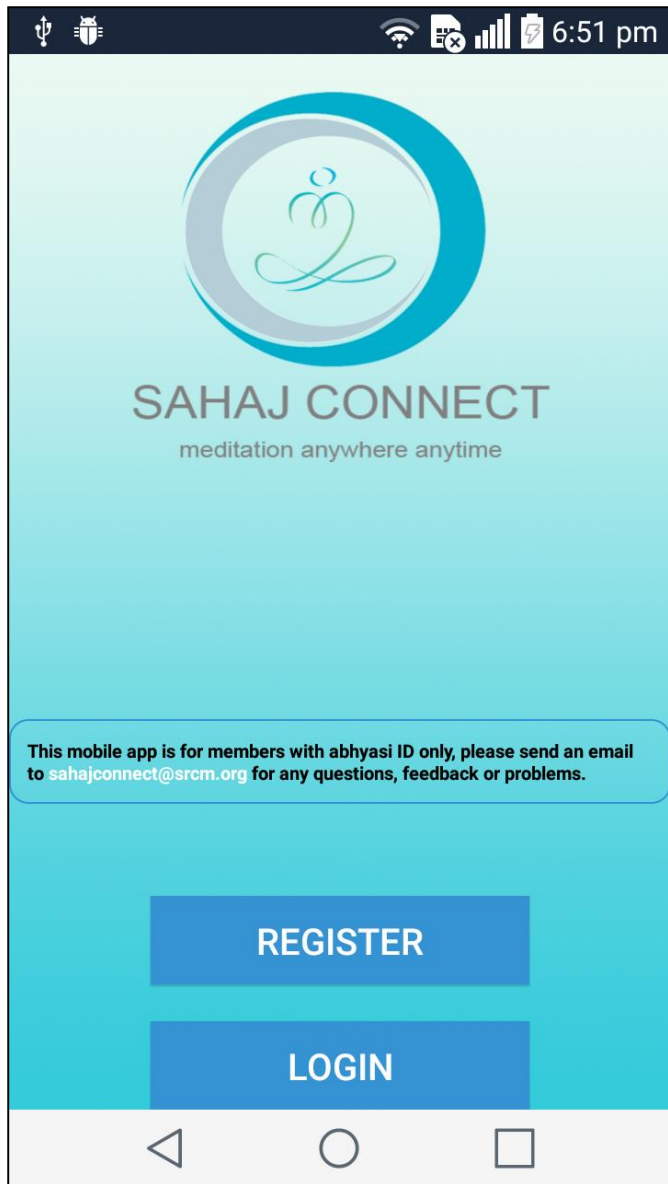 6:51 pm
SAHAJ CONNECT
meditation anywhere anytime
This mobile app is for members with abhyasi ID only, please send an email
to sahajconnect@srcm.org for any questions, feedback or problems.
REGISTER
LOGIN